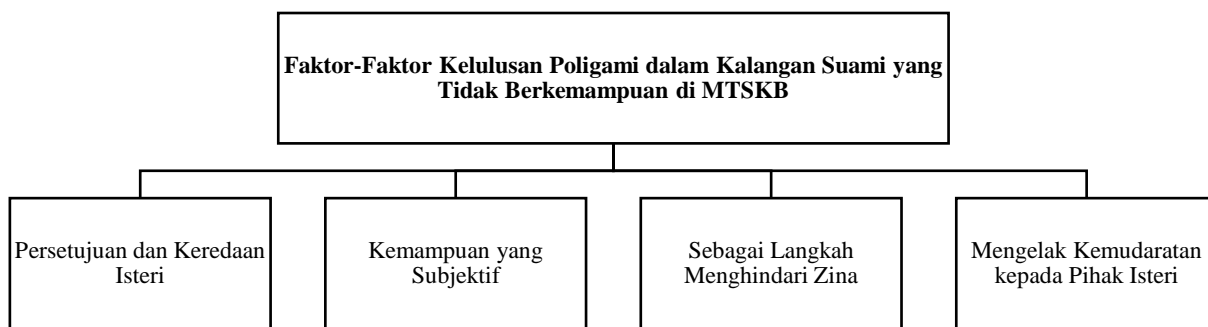 Faktor-Faktor Kelulusan Poligami dalam Kalangan Suami yang
Tidak Berkemampuan di MTSKB
Persetujuan dan Keredaan
Isteri
Kemampuan yang
Subjektif
Sebagai Langkah
Menghindari Zina
Mengelak Kemudaratan
kepada Pihak Isteri